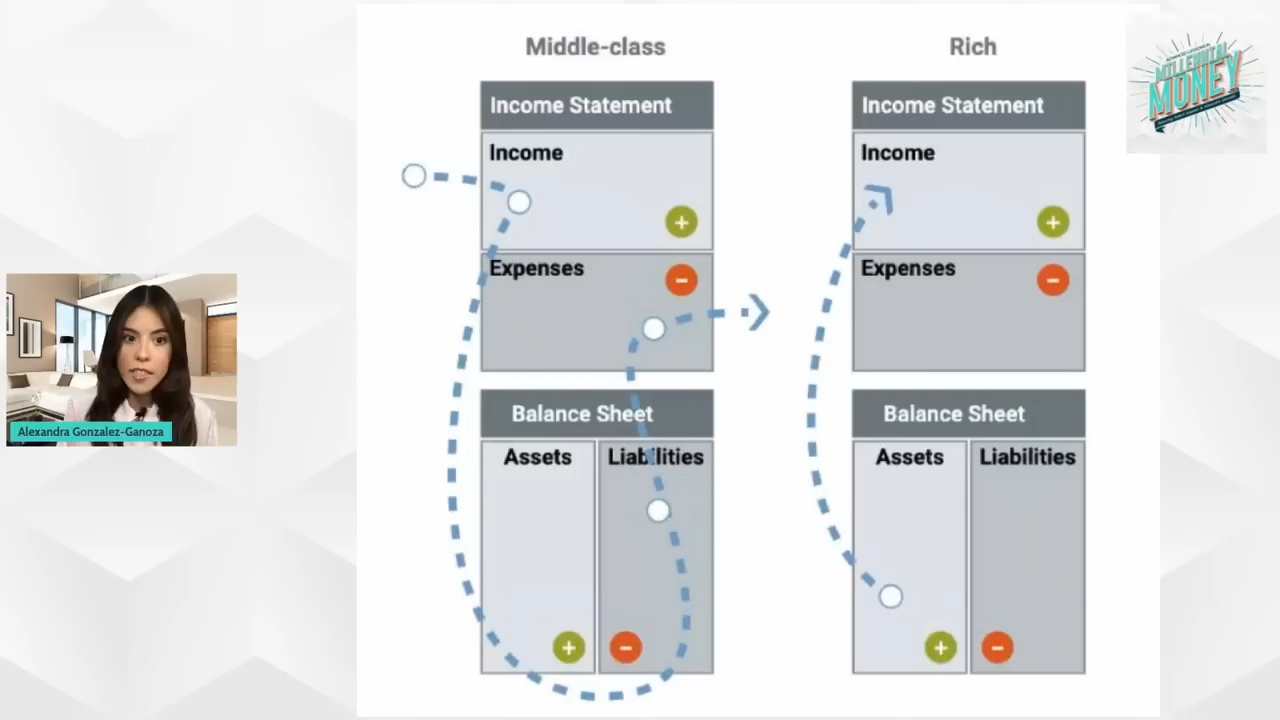 Middle-class
Income Statement
Income
Expenses
Balance Sheet
Assets Liabilities
Rich
Income Statement
Income
Expenses
Balance Sheet
Assets Liabilities
MILLENNIAL
MONEY
Alexandra Gonzalez-Ganoza